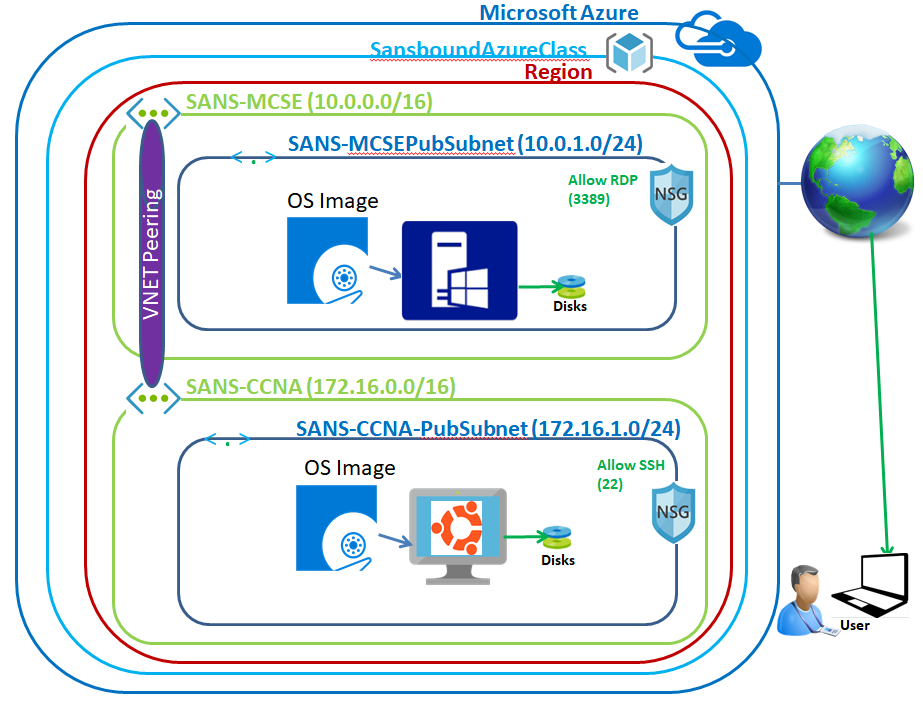 Microsoft Azure
SansboundAzureClass
Region
SANS-MCSE (10.0.0.0/16)
SANS-MCSEPubSubnet (10.0.1.0/24)
Allow RDP
(3389)
NSG
OS Image
Disks
VNET Peering
SANS-CCNA (172.16.0.0/16)
SANS-CCNA-PubSubnet (172.16.1.0/24)
Allow SSH
(22)
NSG
OS Image
Disks
User